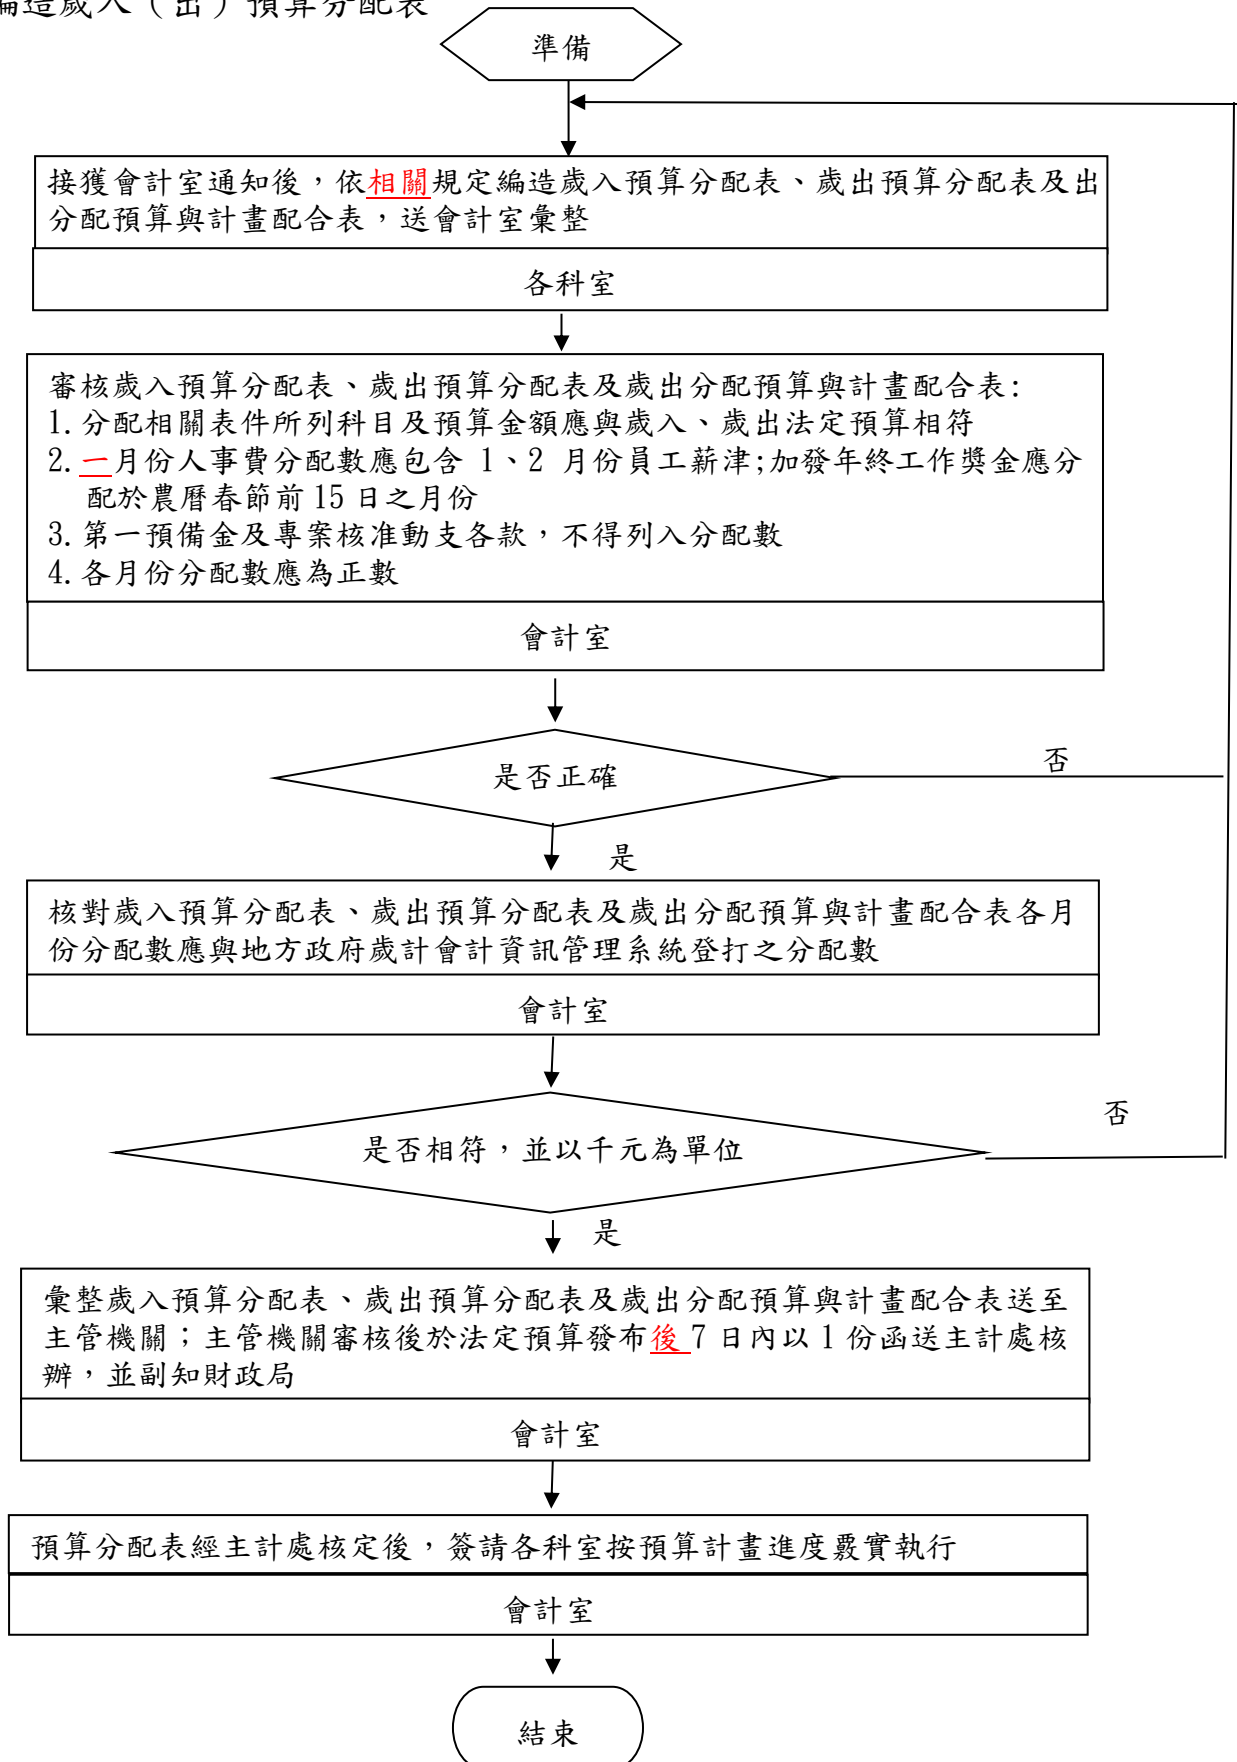 編造歲入（出）預算分配表
準備
接獲會計室通知後，依相關規定編造歲入預算分配表、歲出預算分配表及出
分配預算與計畫配合表，送會計室彙整
各科室
審核歲入預算分配表、歲出預算分配表及歲出分配預算與計畫配合表:
1.分配相關表件所列科目及預算金額應與歲入、歲出法定預算相符
2.一月份人事費分配數應包含 1、2 月份員工薪津;加發年終工作獎金應分
配於農曆春節前 15 日之月份
3.第一預備金及專案核准動支各款，不得列入分配數
4.各月份分配數應為正數
會計室
是否正確
否
是
核對歲入預算分配表、歲出預算分配表及歲出分配預算與計畫配合表各月
份分配數應與地方政府歲計會計資訊管理系統登打之分配數
會計室
否
是否相符，並以千元為單位
是
彙整歲入預算分配表、歲出預算分配表及歲出分配預算與計畫配合表送至
主管機關；主管機關審核後於法定預算發布後 7 日內以 1 份函送主計處核
辦，並副知財政局
會計室
預算分配表經主計處核定後，簽請各科室按預算計畫進度覈實執行
會計室
結束